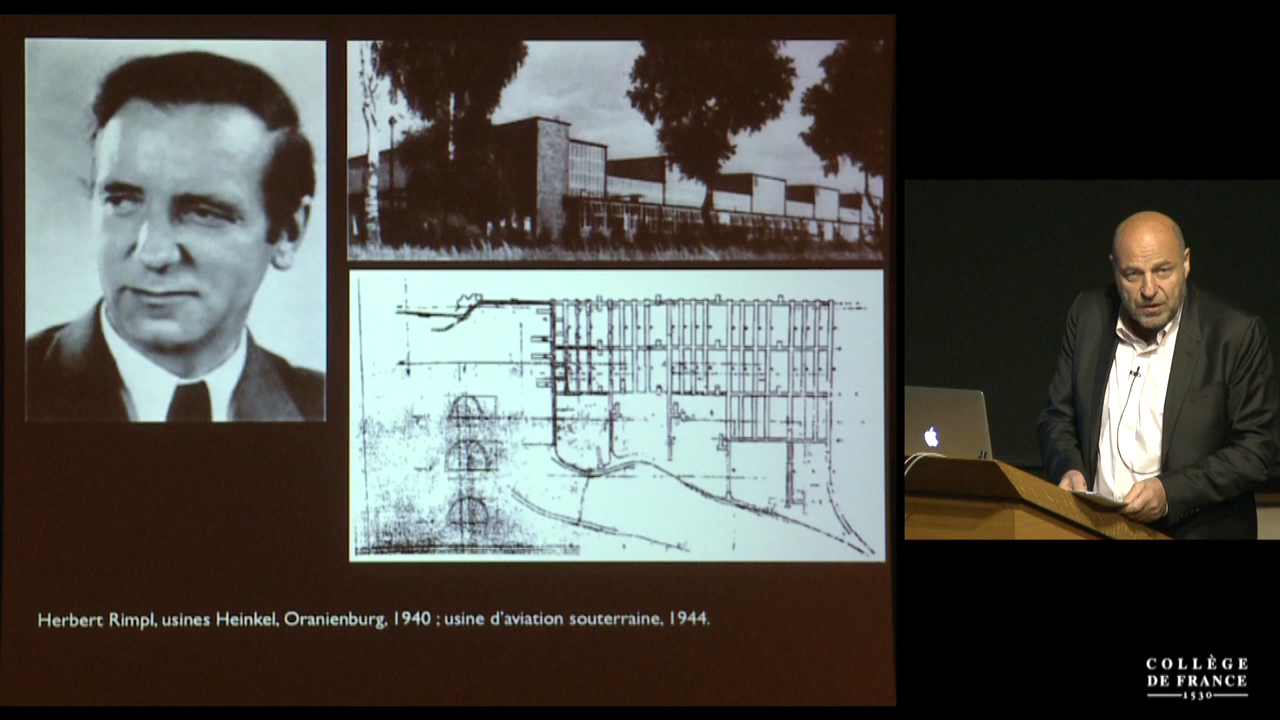 Herbert Rimpl, usines Heinkel, Oranienburg, 1940 ; usine d'aviation souterraine, 1944.
COLLÈGE
DE FRANCE
1530